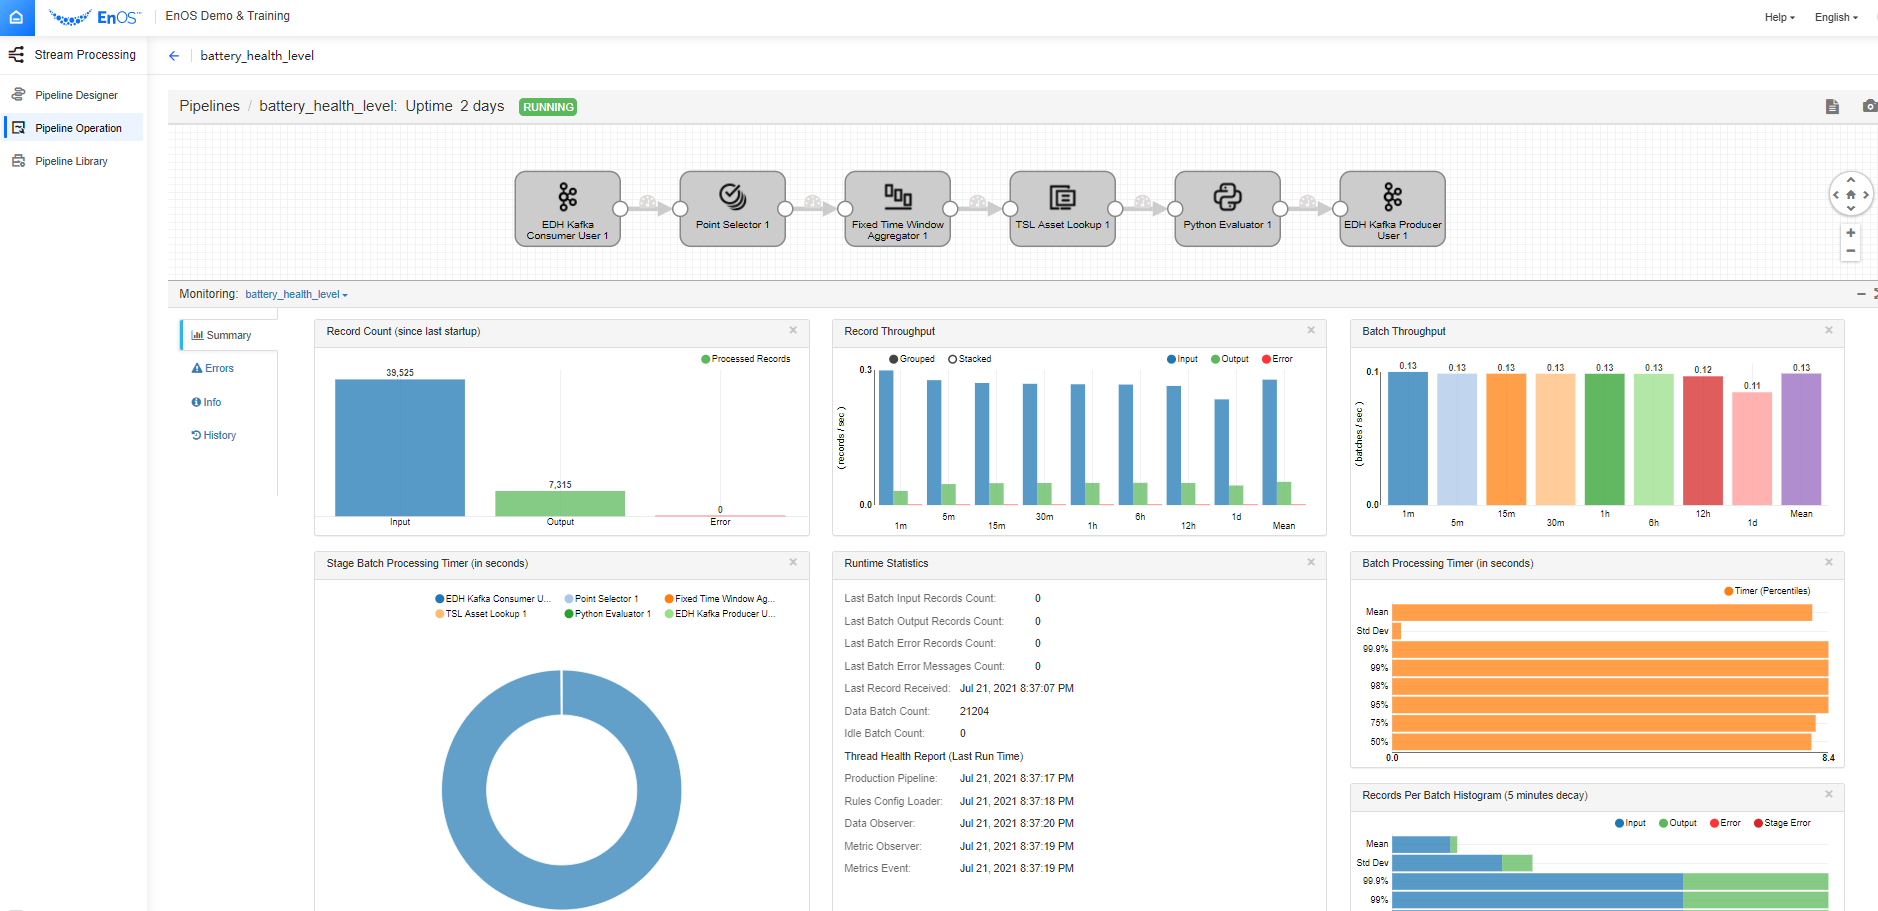 EnOS™ EnOS Demo & Training Help English
Stream Processing
battery_health_level
Pipeline Designer
Pipeline Operation
Pipeline Library
Pipelines / battery_health_level: Uptime 2 days RUNNING
EDH Kafka
Consumer User 1
Point Selector 1
Fixed Time Window
Aggregator 1
TSL Asset Lookup 1
Python Evaluator 1
EDH Kafka Producer
User 1
Monitoring: battery_health_level
Summary
Errors
Info
History
Record Count (since last startup)
Processed Records
39,525
7,315
0
Input Output Error
Record Throughput
Grouped Stacked Input Output Error
0.3
( records / sec )
0.0
1m 5m 15m 30m 1h 6h 12h 1d Mean
Batch Throughput
0.13 0.13 0.13 0.13 0.13 0.13 0.12 0.11 0.13
0.1
( batches / sec )
0.0
1m 5m 15m 30m 1h 6h 12h 1d Mean
Stage Batch Processing Timer (in seconds)
EDH Kafka Consumer U... Point Selector 1 Fixed Time Window Ag...
TSL Asset Lookup 1 Python Evaluator 1 EDH Kafka Producer U...
Runtime Statistics
Last Batch Input Records Count: 0
Last Batch Output Records Count: 0
Last Batch Error Records Count: 0
Last Batch Error Messages Count: 0
Last Record Received: Jul 21, 2021 8:37:07 PM
Data Batch Count: 21204
Idle Batch Count: 0
Thread Health Report (Last Run Time)
Production Pipeline: Jul 21, 2021 8:37:17 PM
Rules Config Loader: Jul 21, 2021 8:37:18 PM
Data Observer: Jul 21, 2021 8:37:20 PM
Metric Observer: Jul 21, 2021 8:37:19 PM
Metrics Event: Jul 21, 2021 8:37:19 PM
Batch Processing Timer (in seconds)
Timer (Percentiles)
Mean
Std Dev
99.9%
99%
98%
95%
75%
50%
0.0 8.4
Records Per Batch Histogram (5 minutes decay)
Input Output Error Stage Error
Mean
Std Dev
99.9%
99%